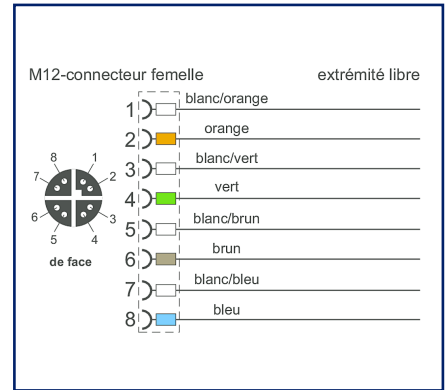 M12-connecteur femelle extrémité libre
1 blanc/orange
2 orange
3 blanc/vert
4 vert
5 blanc/brun
6 brun
7 blanc/bleu
8 bleu
8 1
7 2
6 3
5 4
de face